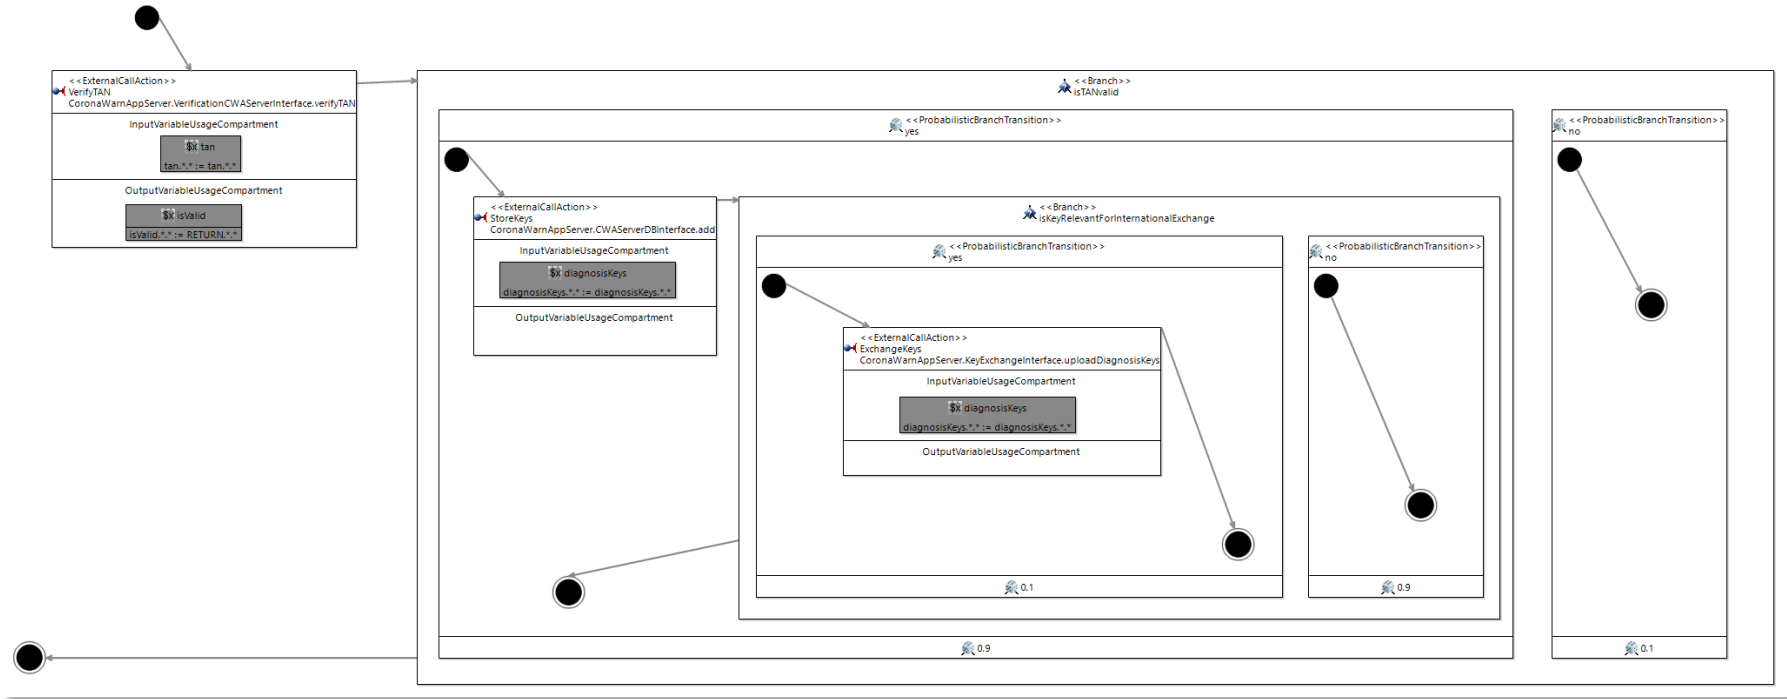 <<ExternalCallAction>>
VerifyTAN
CoronaWarnAppServer.VerificationCWAServerInterface.verifyTAN
InputVariableUsageCompartment
$x tan
tan.*.* := tan.*.*
OutputVariableUsageCompartment
$x isValid
isValid.*.* := RETURN.*.*
<<Branch>>
isTANvalid
<<ProbabilisticBranchTransition>>
yes
<<ExternalCallAction>>
StoreKeys
CoronaWarnAppServer.CWAServerDBInterface.add
InputVariableUsageCompartment
$x diagnosisKeys
diagnosisKeys.*.* := diagnosisKeys.*.*
OutputVariableUsageCompartment
<<Branch>>
isKeyRelevantForInternationalExchange
<<ProbabilisticBranchTransition>>
yes
<<ExternalCallAction>>
ExchangeKeys
CoronaWarnAppServer.KeyExchangeInterface.uploadDiagnosisKeys
InputVariableUsageCompartment
$x diagnosisKeys
diagnosisKeys.*.* := diagnosisKeys.*.*
OutputVariableUsageCompartment
0.1
<<ProbabilisticBranchTransition>>
no
0.9
0.9
<<ProbabilisticBranchTransition>>
no
0.1